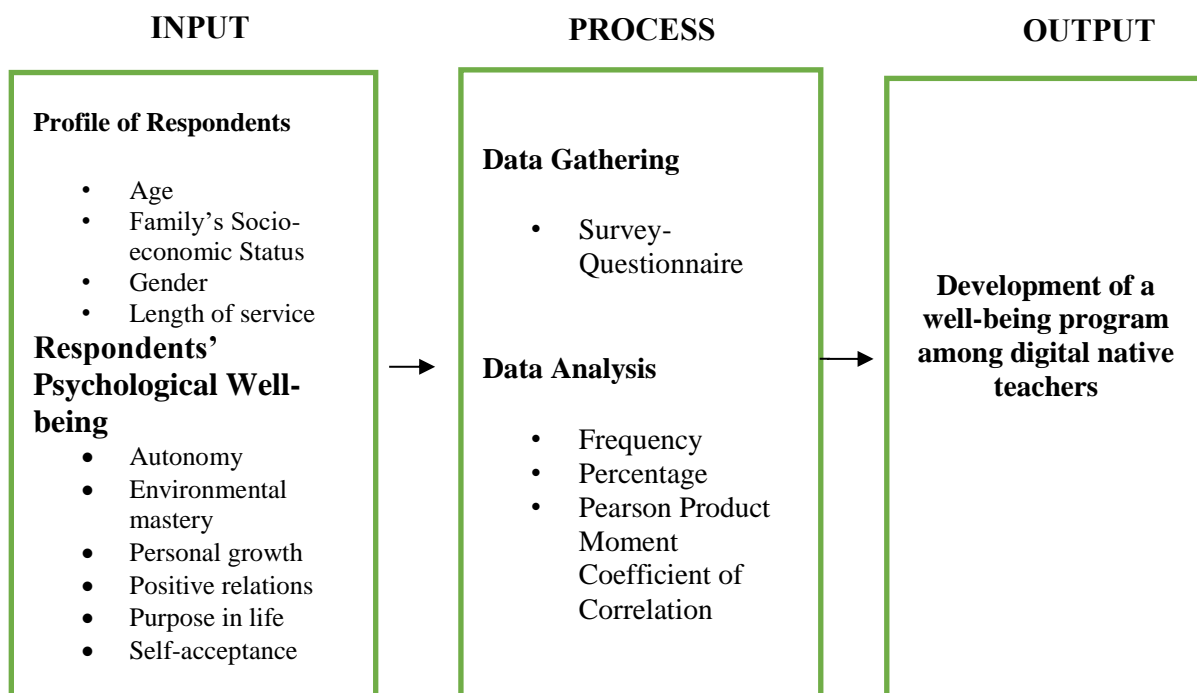 INPUT
PROCESS
OUTPUT
Profile of Respondents
• Age
• Family’s Socio-
economic Status
• Gender
• Length of service
Respondents’
Psychological Well-
being
• Autonomy
• Environmental
mastery
• Personal growth
• Positive relations
• Purpose in life
• Self-acceptance
Data Gathering
• Survey-
Questionnaire
Data Analysis
• Frequency
• Percentage
• Pearson Product
Moment
Coefficient of
Correlation
Development of a
well-being program
among digital native
teachers